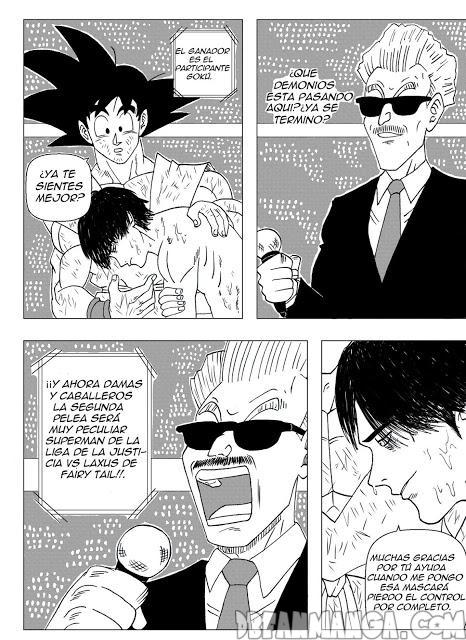 EL GANADOR
ES EL
PARTICIPANTE
GOKÚ.
¿YA TE
SIENTES
MEJOR?
¿QUE
DEMONIOS
ESTA PASANDO
AQUI?¿YA SE
TERMINO?
¡¡Y AHORA DAMAS
Y CABALLEROS
LA SEGUNDA
PELEA SERÁ
MUY PECULIAR
SUPERMAN DE LA
LIGA DE LA JUSTI-
CIA VS LAXUS DE
FAIRY TAIL!!.
MUCHAS GRACIAS
POR TÚ AYUDA
CUANDO ME PONGO
ESA MASCARÁ
PIERDO EL CONTROL
POR COMPLETO.
DBFANMANGA.COM